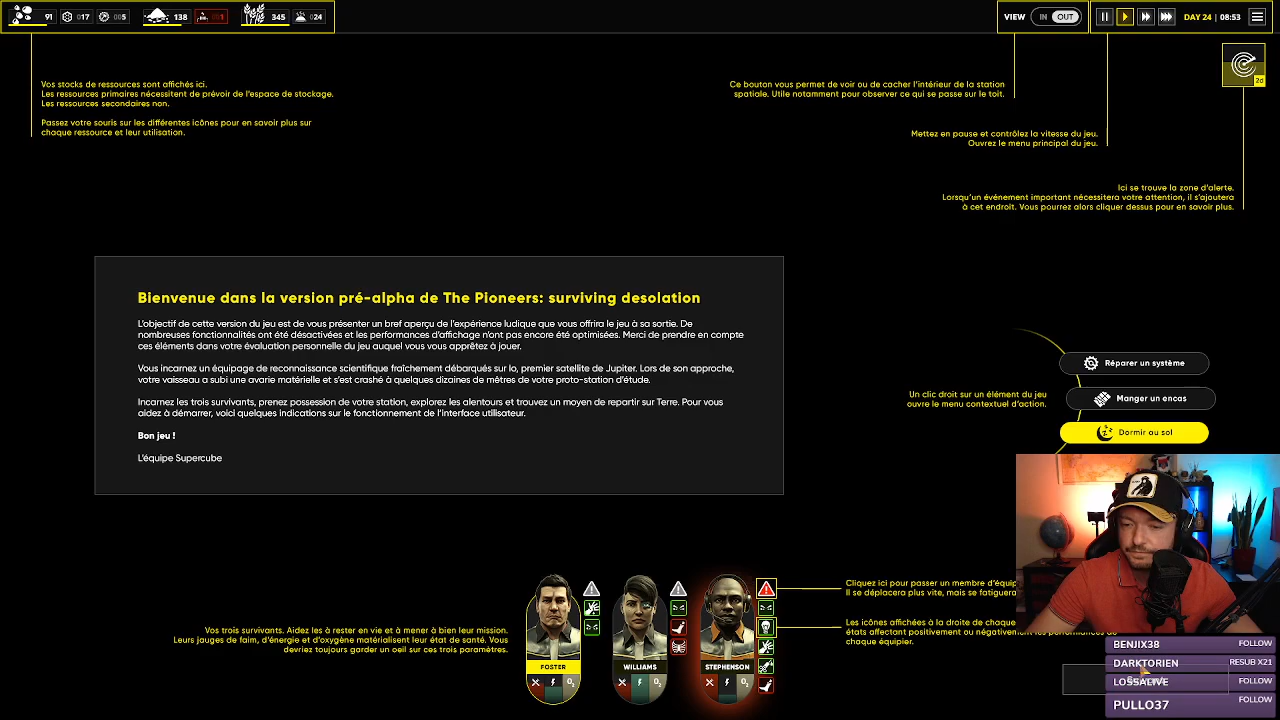 91 017 005 138 001 345 024
VIEW IN OUT
DAY 24 | 08:53
2d
Vos stocks de ressources sont affichés ici.
Les ressources primaires nécesitent de prévoir de l'espace de stockage.
Les ressources secondaires non.
Passez votre souris sur les différentes icônes pour en savoir plus sur
chaque ressource et leur utilisation.
Ce bouton vous permet de voir ou de cacher l'intérieur de la station
spatiale. Utile notamment pour observer ce qui se passe sur le toit.
Mettez en pause et contrôlez la vitesse du jeu.
Ouvrez le menu principal du jeu.
Ici se trouve la zone d'alerte.
Lorsqu'un événement important nécessitera votre attention, il s'ajoutera
à cet endroit. Vous pourrez alors cliquer dessus pour en savoir plus.
Bienvenue dans la version pré-alpha de The Pioneers: surviving desolation
L'objectif de cette version du jeu est de vous présenter un bref aperçu de l'expérience ludique que vous offrira le jeu à sa sortie. De
nombreuses fonctionnalités ont été désactivées et les performances d'affichage n'ont pas encore été optimisées. Merci de prendre en compte
ces éléments dans votre évaluation personnelle du jeu auquel vous vous apprêtez à jouer.
Vous incarnez un équipage de reconnaissance scientifique fraîchement débarqués sur Io, premier satellite de Jupiter. Lors de son approche,
votre vaisseau a subi une avarie matérielle et s'est crashé à quelques dizaines de mètres de votre proto-station d'étude.
Incarnez les trois survivants, prenez possession de votre station, explorez les alentours et trouvez un moyen de repartir sur Terre. Pour vous
aidez à démarrer, voici quelques indications sur le fonctionnement de l'interface utilisateur.
Bon jeu !
L'équipe Supercube
Réparer un système
Un clic droit sur un élément du jeu
ouvre le menu contextuel d'action.
Manger un encas
Dormir au sol
Vos trois survivants. Aidez les à rester en vie et à mener à bien leur mission.
Leurs jauges de faim, d'énergie et d'oxygène matérialisent leur état de santé. Vous
devriez toujours garder un oeil sur ces trois paramètres.
FOSTER
WILLIAMS
STEPHENSON
O2 O2 O2
Cliquez ici pour passer un membre d'équip
Il se déplacera plus vite, mais se fatiguera
Les icônes affichées à la droite de chaque
états affectant positivement ou négativement les performances de
chaque équipier.
BENJIX38 FOLLOW
DARKTORIEN RESUB X21
LOSSALIVE FOLLOW
PULLO37 FOLLOW